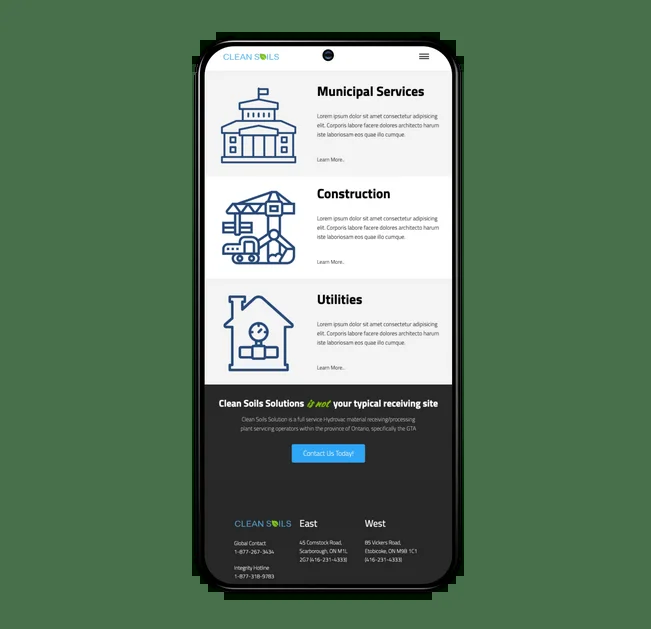 CLEAN SOILS
Municipal Services
Lorem ipsum dolor sit amet consectetur adipisicing
elit. Corporis labore facere dolores architecto harum
iste laboriosam eos quae illo cumque.
Learn More..
Construction
Lorem ipsum dolor sit amet consectetur adipisicing
elit. Corporis labore facere dolores architecto harum
iste laboriosam eos quae illo cumque.
Learn More..
Utilities
Lorem ipsum dolor sit amet consectetur adipisicing
elit. Corporis labore facere dolores architecto harum
iste laboriosam eos quae illo cumque.
Learn More..
Clean Soils Solutions is not your typical receiving site
Clean Soils Solution is a full service Hydrovac material receiving/processing
plant servicing operators within the province of Ontario, specifically the GTA
Contact Us Today!
CLEAN SOILS
Global Contact
1-877-267-3434
Integrity Hotline
1-877-318-9783
East
45 Comstock Road,
Scarborough, ON M1L
2G7 (416-231-4333)
West
85 Vickers Road,
Etobicoke, ON M9B 1C1
(416-231-4333)